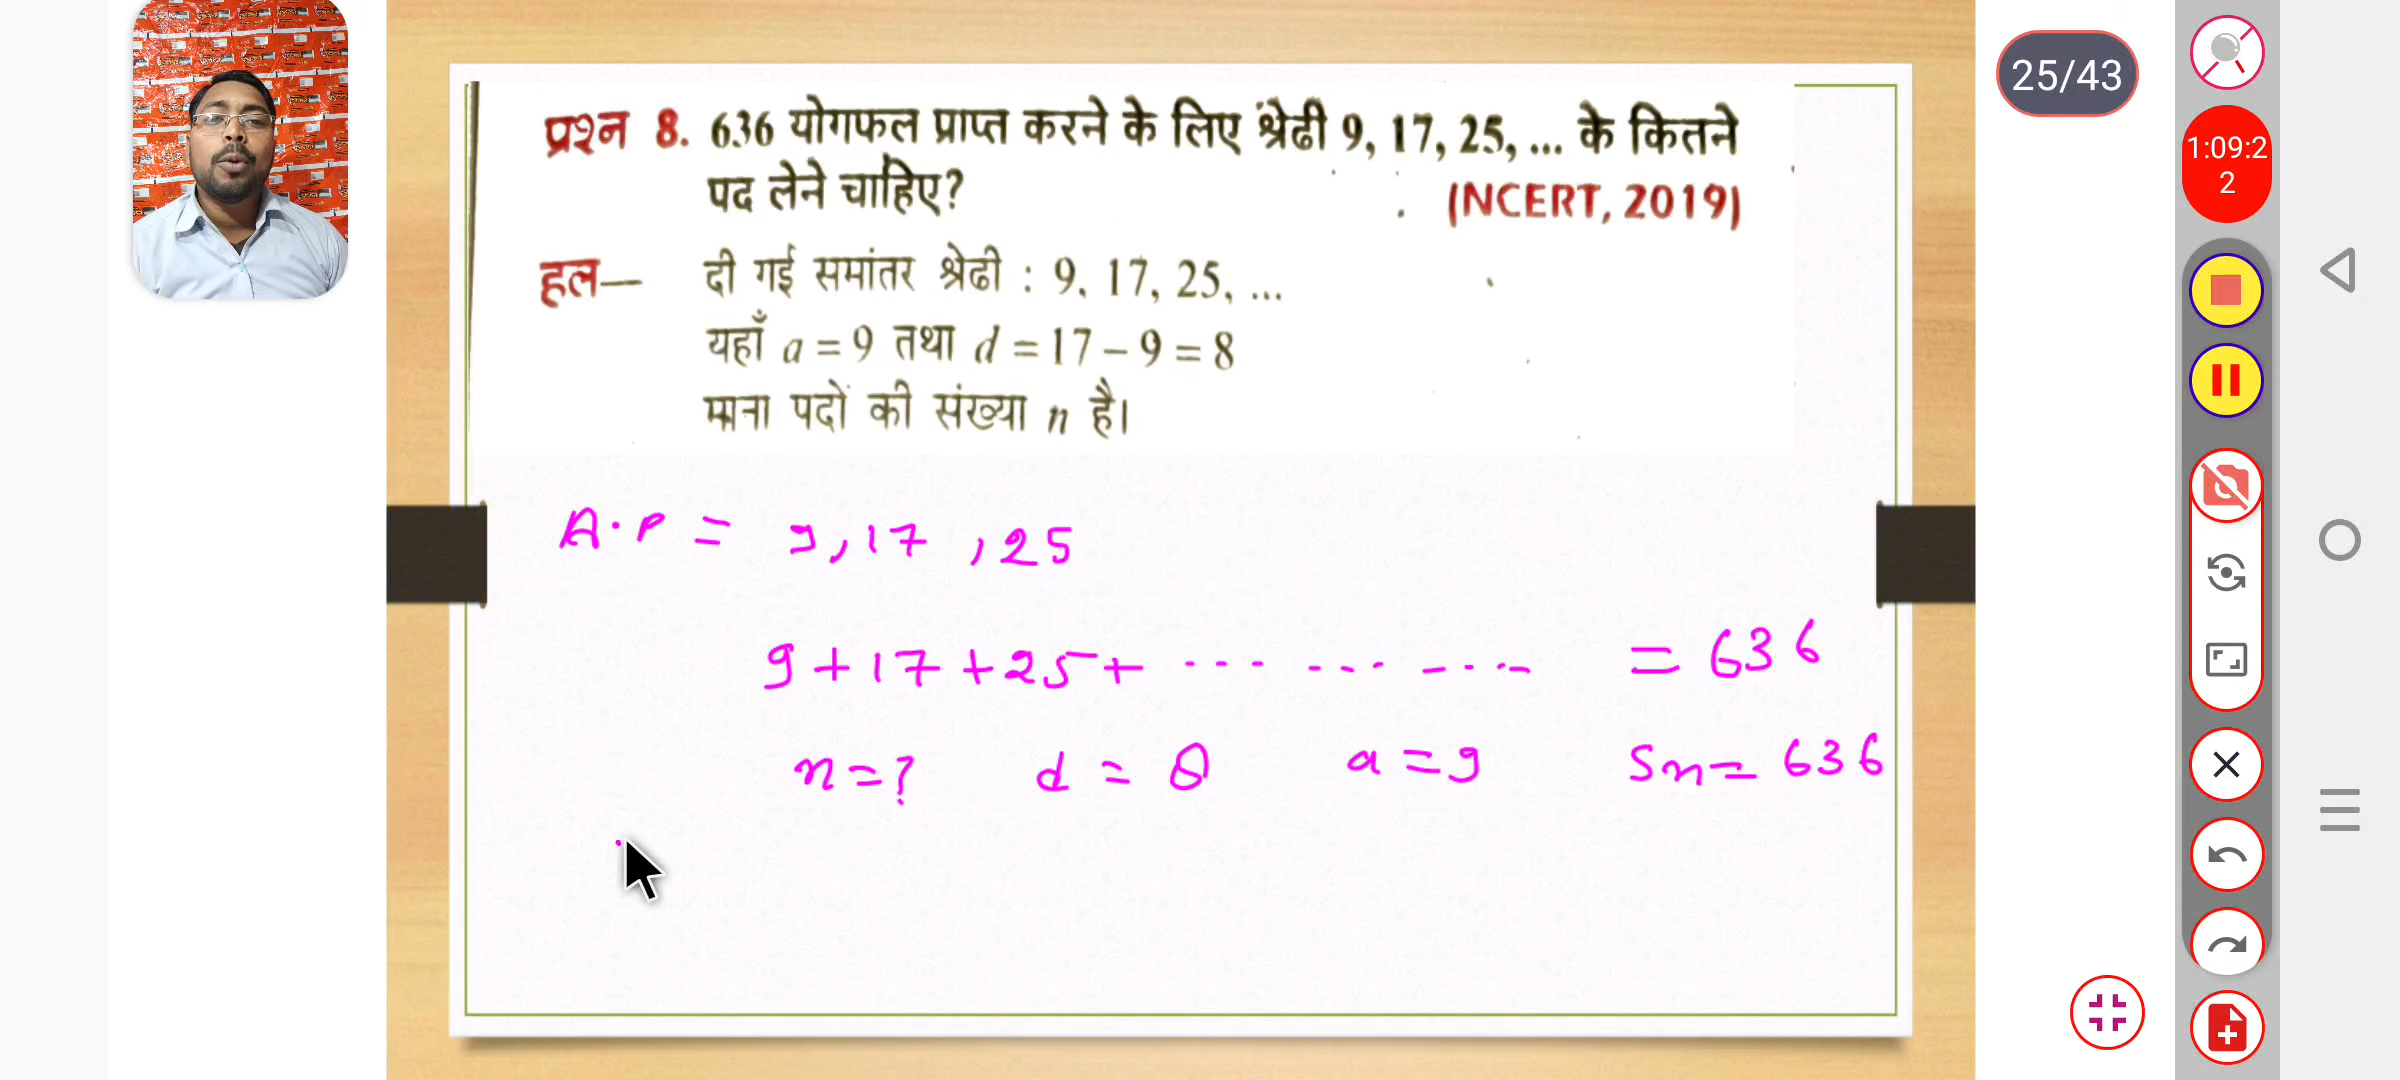 25/43
1:09:2
2
प्रश्न 8. 636 योगफल प्राप्त करने के लिए श्रेढी 9, 17, 25, ... के कितने
पद लेने चाहिए? (NCERT, 2019)
हल— दी गई समांतर श्रेढी : 9, 17, 25, ...
यहाँ a = 9 तथा d = 17 – 9 = 8
माना पदों की संख्या n है।
A.P = 9, 17, 25
9 + 17 + 25 + ... ... ... = 636
n = ? d = 8 a = 9 Sn = 636